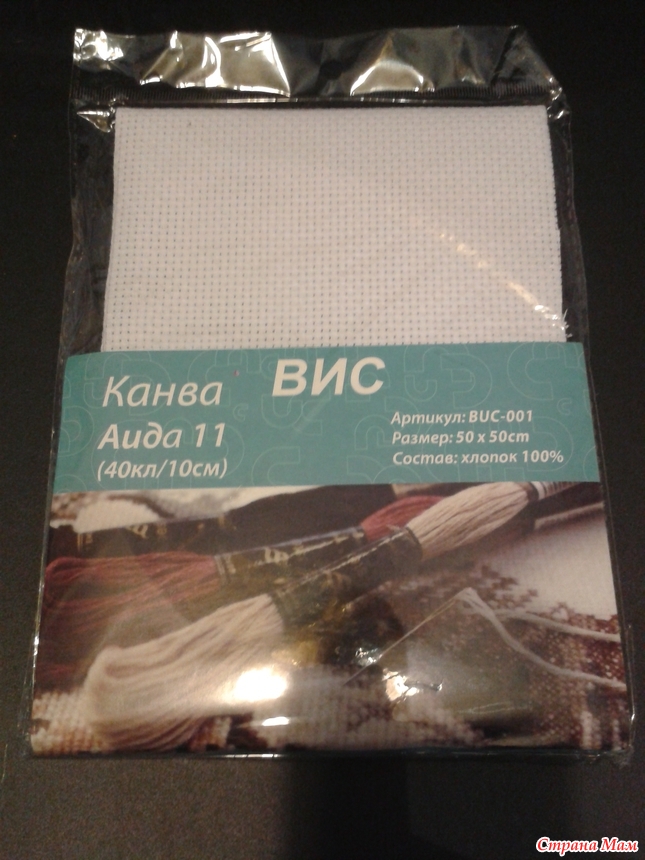 ВИС
Канва
Аида 11
(40кл/10см)
Артикул: BUC-001
Размер: 50 x 50cm
Состав: хлопок 100%
Страна Мам